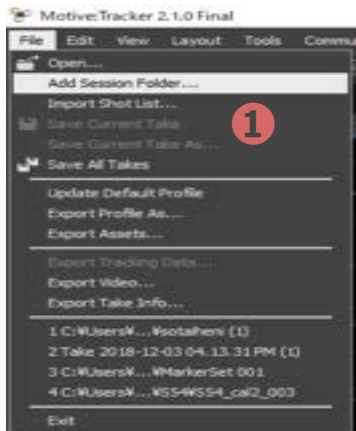 Motive:Tracker 2.1.0 Final
File Edit View Layout Tools Commu
Open...
Add Session Folder...
Import Shot List...
Save Current Take
Save Current Take As...
Save All Takes
1
Update Default Profile
Export Profile As...
Export Assets...
Export Tracking Data...
Export Video...
Export Take Info...
1 C:¥Users¥...¥sotaiheni (1)
2 Take 2018-12-03 04.13.31 PM (1)
3 C:¥Users¥...¥MarkerSet 001
4 C:¥Users¥...¥SS4¥SS4_cal2_003
Exit